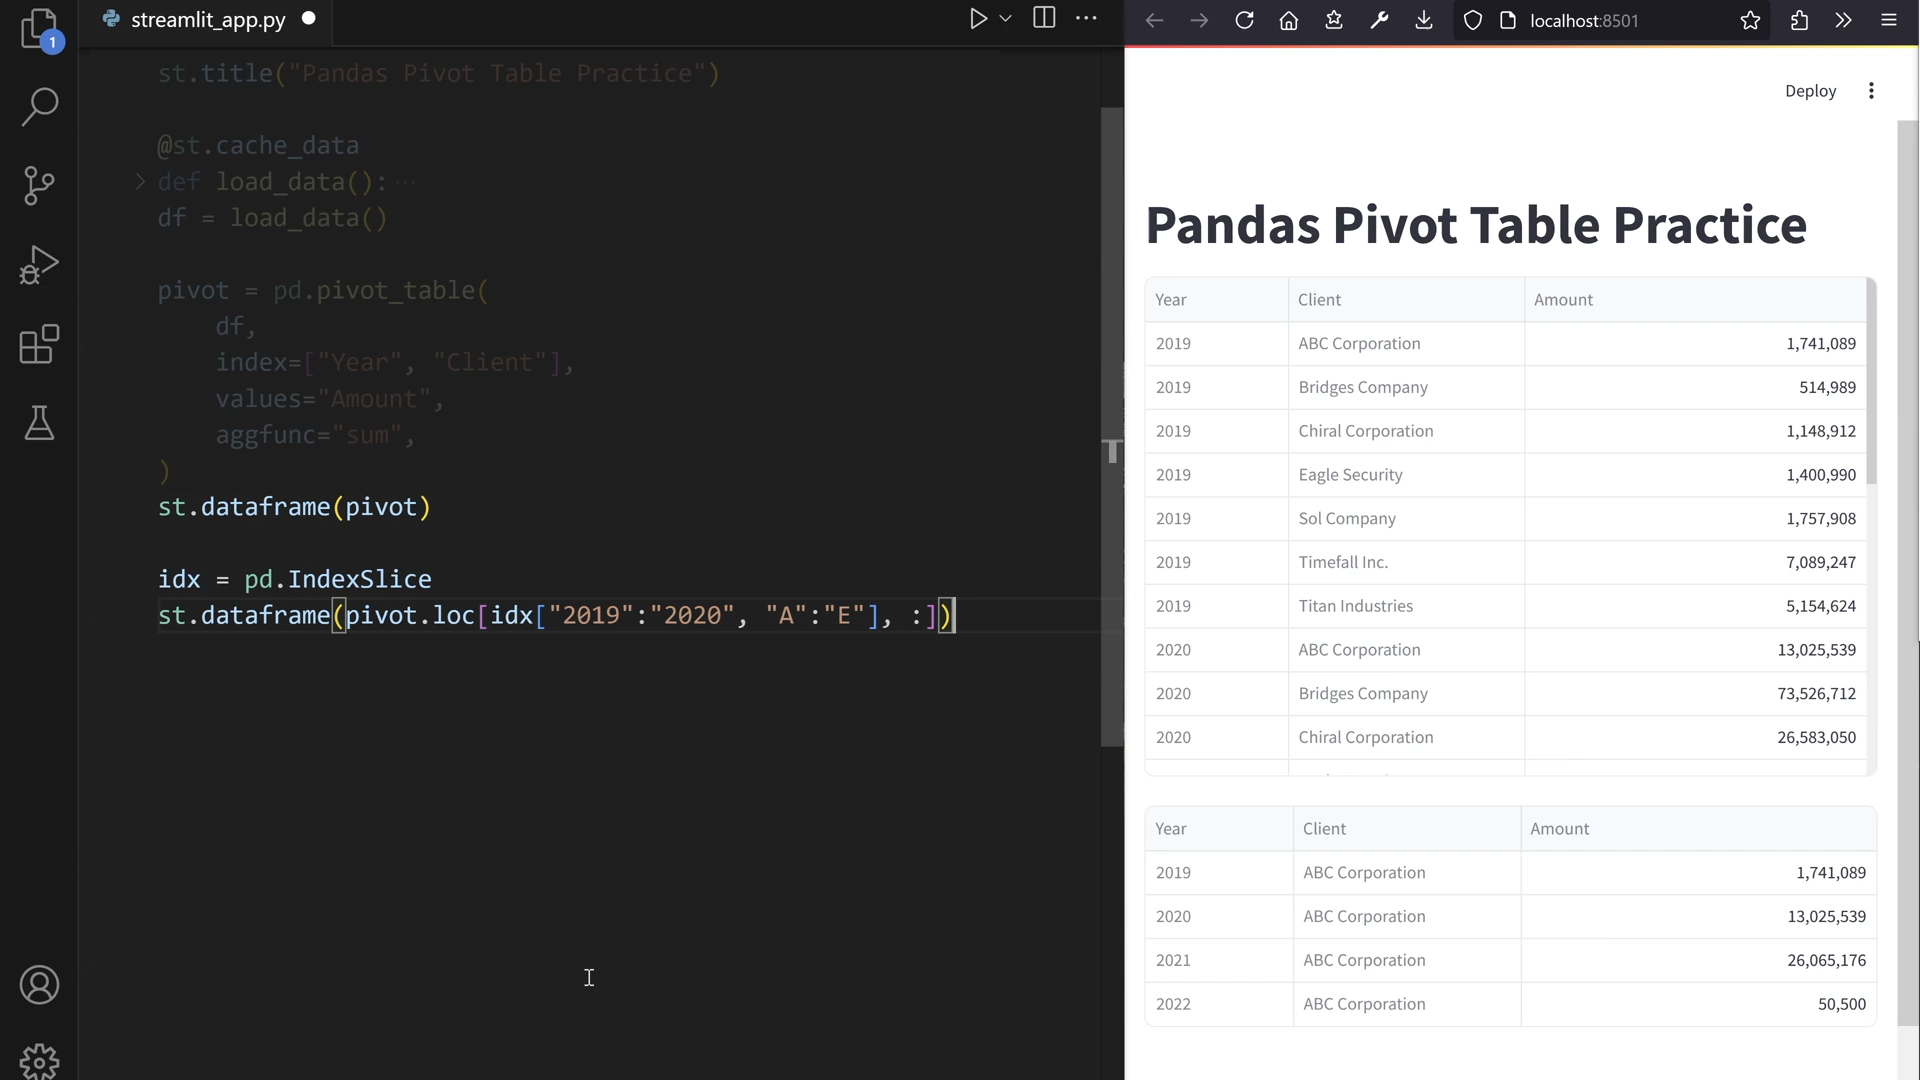 streamlit_app.py
1
st.title("Pandas Pivot Table Practice")
@st.cache_data
def load_data(): ···
df = load_data()
pivot = pd.pivot_table(
df,
index=["Year", "Client"],
values="Amount",
aggfunc="sum",
)
st.dataframe(pivot)
idx = pd.IndexSlice
st.dataframe(pivot.loc[idx["2019":"2020", "A":"E"], :])
localhost:8501
Deploy
Pandas Pivot Table Practice
Year Client Amount
2019 ABC Corporation 1,741,089
2019 Bridges Company 514,989
2019 Chiral Corporation 1,148,912
2019 Eagle Security 1,400,990
2019 Sol Company 1,757,908
2019 Timefall Inc. 7,089,247
2019 Titan Industries 5,154,624
2020 ABC Corporation 13,025,539
2020 Bridges Company 73,526,712
2020 Chiral Corporation 26,583,050
Year Client Amount
2019 ABC Corporation 1,741,089
2020 ABC Corporation 13,025,539
2021 ABC Corporation 26,065,176
2022 ABC Corporation 50,500